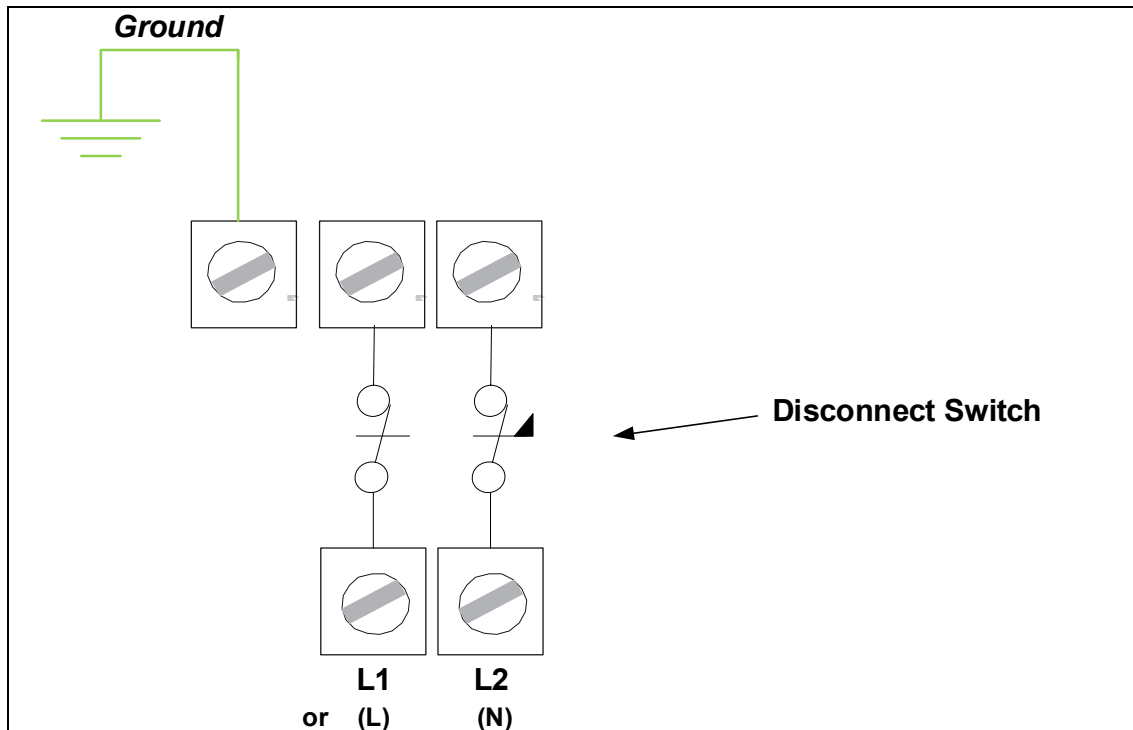 Ground
Disconnect Switch
L1 L2
or (L) (N)